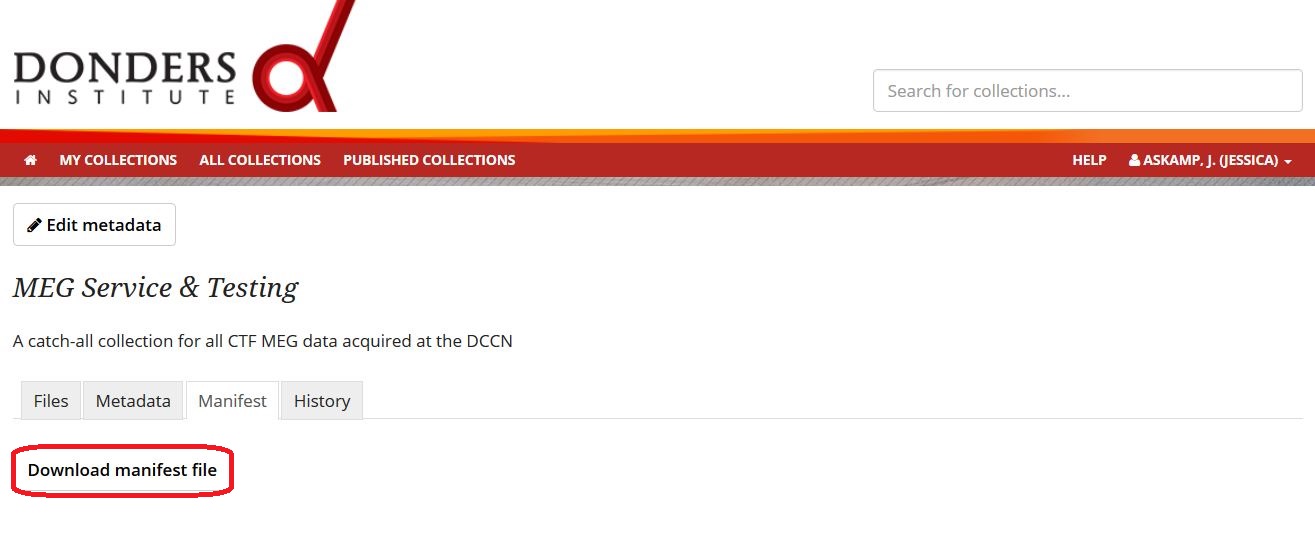 DONDERS
INSTITUTE
Search for collections...
MY COLLECTIONS ALL COLLECTIONS PUBLISHED COLLECTIONS HELP ASKAMP, J. (JESSICA)
Edit metadata
MEG Service & Testing
A catch-all collection for all CTF MEG data acquired at the DCCN
Files Metadata Manifest History
Download manifest file